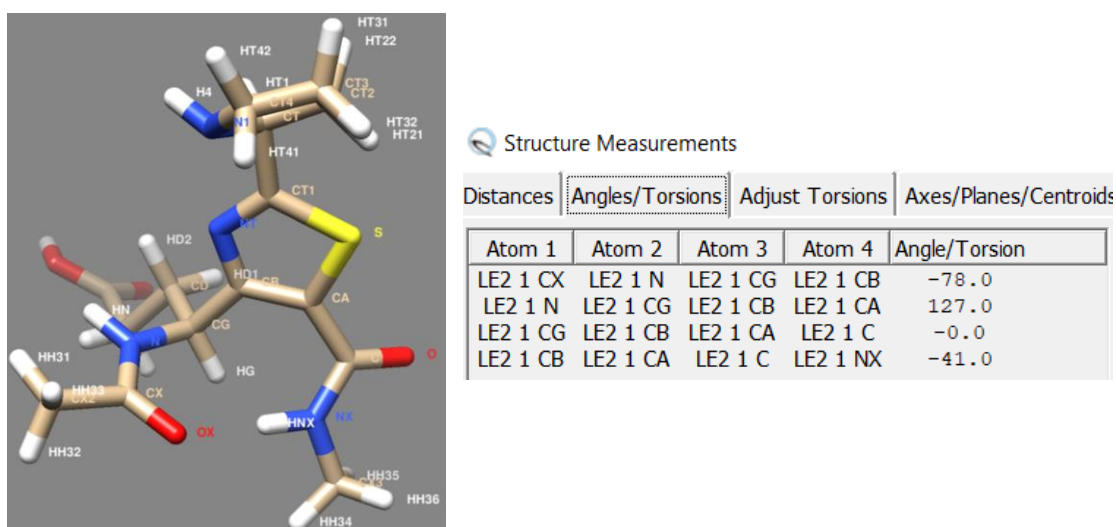 HT31
HT22
HT42
HT1
CT3
CT2
H4
CT4
CT
N1
HT32
HT21
HT41
CT1
S
HD2
HD1
CB
CD
CA
HN
CG
N
C
O
HH31
HG
HH33
CX
CX2
HNX
NX
OX
HH32
HH35
HH36
HH34
Structure Measurements
Distances Angles/Torsions Adjust Torsions Axes/Planes/Centroids
Atom 1 Atom 2 Atom 3 Atom 4 Angle/Torsion
LE2 1 CX LE2 1 N LE2 1 CG LE2 1 CB -78.0
LE2 1 N LE2 1 CG LE2 1 CB LE2 1 CA 127.0
LE2 1 CG LE2 1 CB LE2 1 CA LE2 1 C -0.0
LE2 1 CB LE2 1 CA LE2 1 C LE2 1 NX -41.0